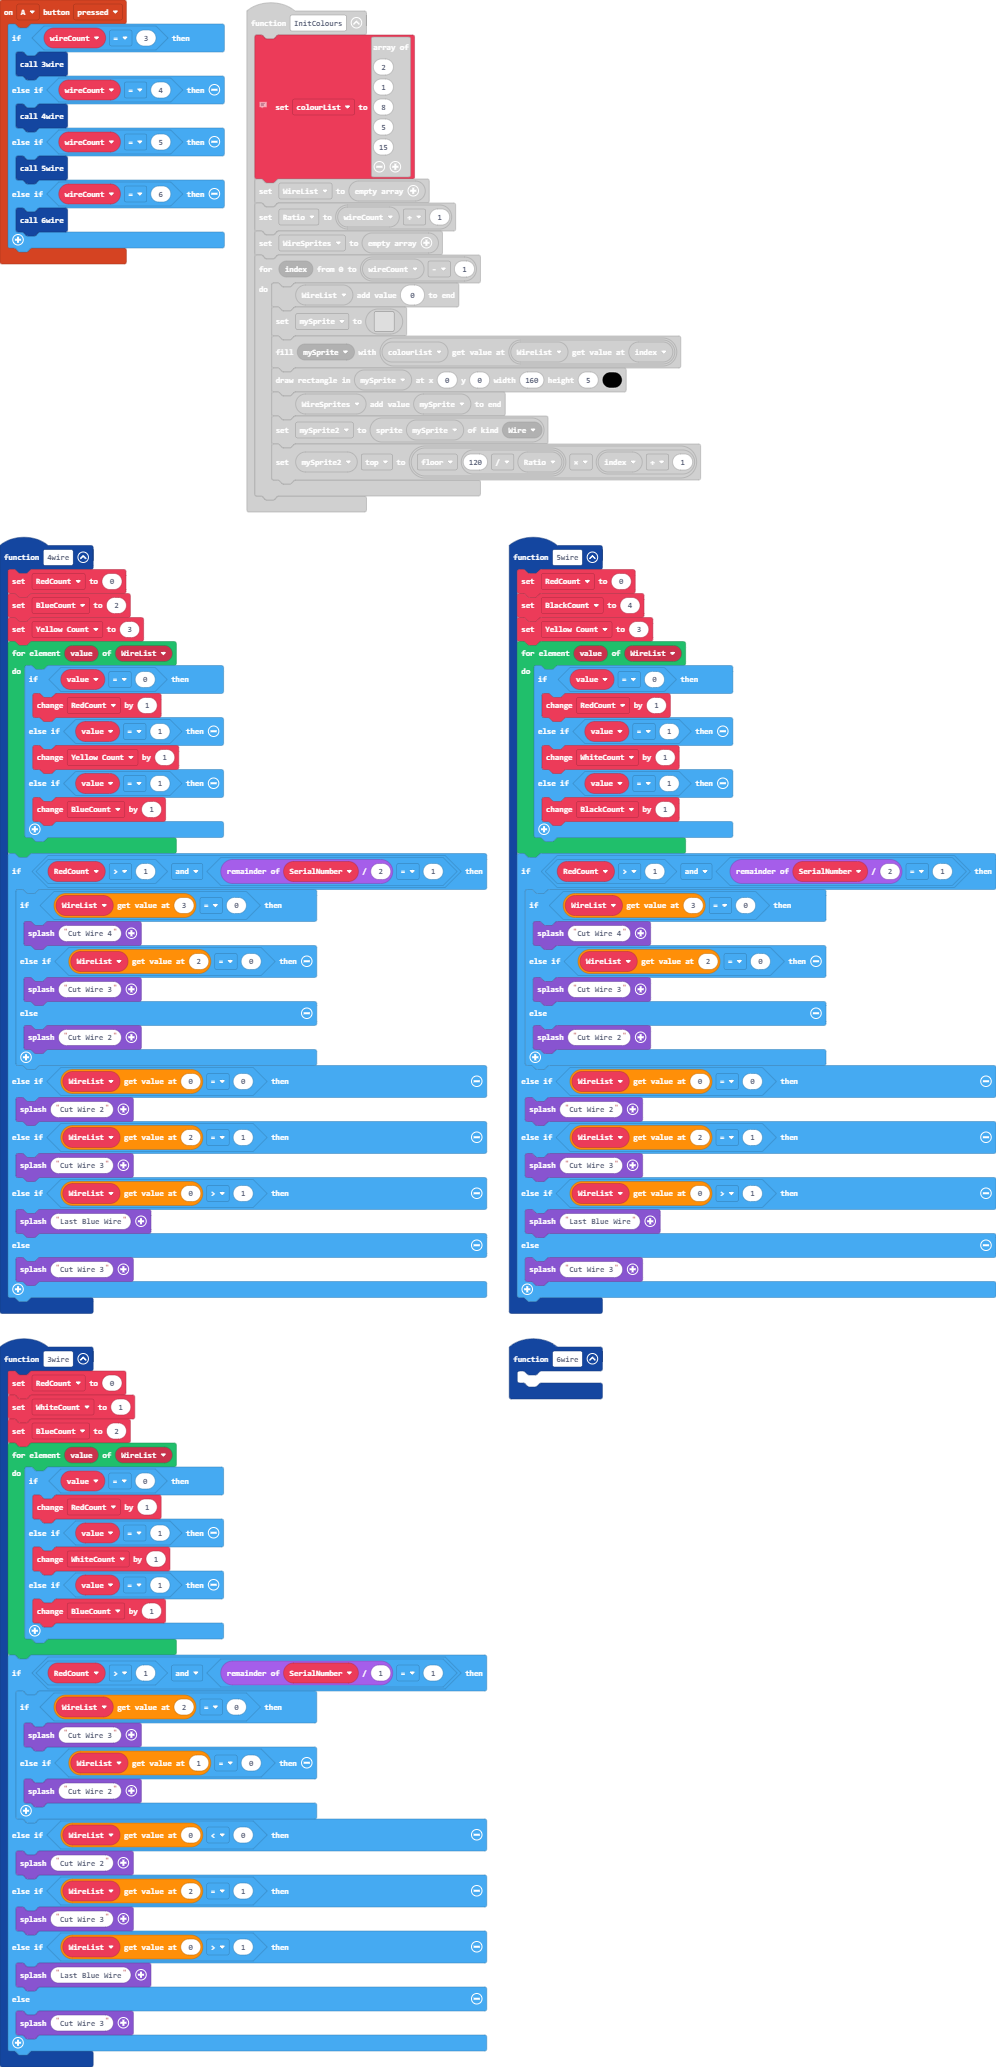 on A button pressed
if wireCount = 3 then
call 3wire
else if wireCount = 4 then
call 4wire
else if wireCount = 5 then
call 5wire
else if wireCount = 6 then
call 6wire
function InitColours
set colourList to array of
2
1
8
5
15
set WireList to empty array
set Ratio to wireCount + 1
set WireSprites to empty array
for index from 0 to wireCount - 1
do
WireList add value 0 to end
set mySprite to
fill mySprite with colourList get value at WireList get value at index
draw rectangle in mySprite at x 0 y 0 width 160 height 5
WireSprites add value mySprite to end
set mySprite2 to sprite mySprite of kind Wire
set mySprite2 top to floor 120 / Ratio × index + 1
function 4wire
set RedCount to 0
set BlueCount to 2
set Yellow Count to 3
for element value of WireList
do
if value = 0 then
change RedCount by 1
else if value = 1 then
change Yellow Count by 1
else if value = 1 then
change BlueCount by 1
if RedCount > 1 and remainder of SerialNumber / 2 = 1 then
if WireList get value at 3 = 0 then
splash "Cut Wire 4"
else if WireList get value at 2 = 0 then
splash "Cut Wire 3"
else
splash "Cut Wire 2"
else if WireList get value at 0 = 0 then
splash "Cut Wire 2"
else if WireList get value at 2 = 1 then
splash "Cut Wire 3"
else if WireList get value at 0 > 1 then
splash "Last Blue Wire"
else
splash "Cut Wire 3"
function 5wire
set RedCount to 0
set BlackCount to 4
set Yellow Count to 3
for element value of WireList
do
if value = 0 then
change RedCount by 1
else if value = 1 then
change WhiteCount by 1
else if value = 1 then
change BlackCount by 1
if RedCount > 1 and remainder of SerialNumber / 2 = 1 then
if WireList get value at 3 = 0 then
splash "Cut Wire 4"
else if WireList get value at 2 = 0 then
splash "Cut Wire 3"
else
splash "Cut Wire 2"
else if WireList get value at 0 = 0 then
splash "Cut Wire 2"
else if WireList get value at 2 = 1 then
splash "Cut Wire 3"
else if WireList get value at 0 > 1 then
splash "Last Blue Wire"
else
splash "Cut Wire 3"
function 3wire
set RedCount to 0
set WhiteCount to 1
set BlueCount to 2
for element value of WireList
do
if value = 0 then
change RedCount by 1
else if value = 1 then
change WhiteCount by 1
else if value = 1 then
change BlueCount by 1
if RedCount > 1 and remainder of SerialNumber / 1 = 1 then
if WireList get value at 2 = 0 then
splash "Cut Wire 3"
else if WireList get value at 1 = 0 then
splash "Cut Wire 2"
else if WireList get value at 0 < 0 then
splash "Cut Wire 2"
else if WireList get value at 2 = 1 then
splash "Cut Wire 3"
else if WireList get value at 0 > 1 then
splash "Last Blue Wire"
else
splash "Cut Wire 3"
function 6wire